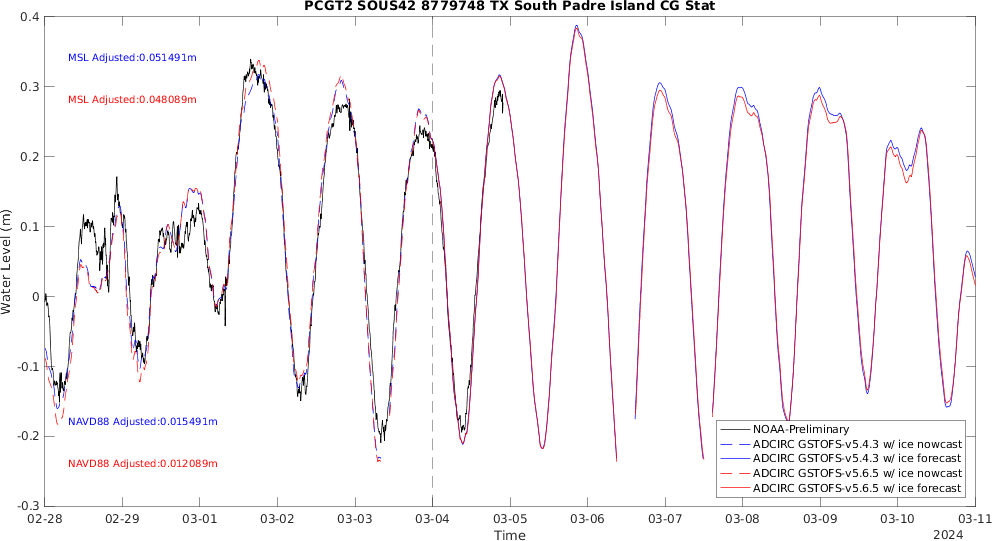 PCGT2 SOUS42 8779748 TX South Padre Island CG Stat
0.4
0.3
0.2
0.1
0
-0.1
-0.2
-0.3
Water Level (m)
MSL Adjusted:0.051491m
MSL Adjusted:0.048089m
NAVD88 Adjusted:0.015491m
NAVD88 Adjusted:0.012089m
NOAA-Preliminary
ADCIRC GSTOFS-v5.4.3 w/ ice nowcast
ADCIRC GSTOFS-v5.4.3 w/ ice forecast
ADCIRC GSTOFS-v5.6.5 w/ ice nowcast
ADCIRC GSTOFS-v5.6.5 w/ ice forecast
02-28 02-29 03-01 03-02 03-03 03-04 03-05 03-06 03-07 03-08 03-09 03-10 03-11
Time
2024